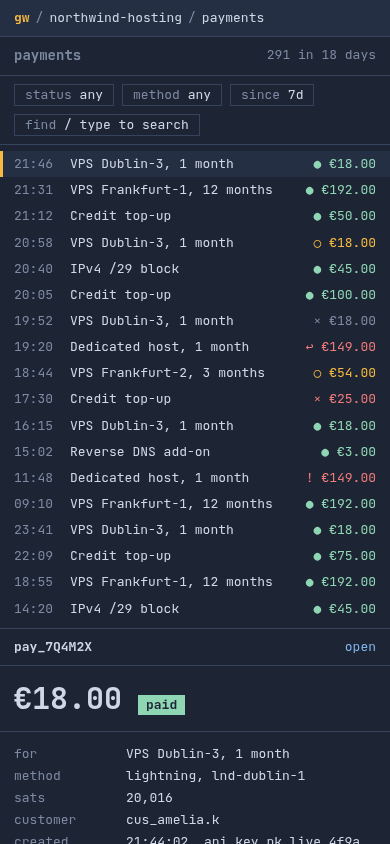 gw / northwind-hosting / payments
payments 291 in 18 days
status any method any since 7d
find / type to search
21:46 VPS Dublin-3, 1 month ● €18.00
21:31 VPS Frankfurt-1, 12 months ● €192.00
21:12 Credit top-up ● €50.00
20:58 VPS Dublin-3, 1 month ○ €18.00
20:40 IPv4 /29 block ● €45.00
20:05 Credit top-up ● €100.00
19:52 VPS Dublin-3, 1 month × €18.00
19:20 Dedicated host, 1 month ↩ €149.00
18:44 VPS Frankfurt-2, 3 months ○ €54.00
17:30 Credit top-up × €25.00
16:15 VPS Dublin-3, 1 month ● €18.00
15:02 Reverse DNS add-on ● €3.00
11:48 Dedicated host, 1 month ! €149.00
09:10 VPS Frankfurt-1, 12 months ● €192.00
23:41 VPS Dublin-3, 1 month ● €18.00
22:09 Credit top-up ● €75.00
18:55 VPS Frankfurt-1, 12 months ● €192.00
14:20 IPv4 /29 block ● €45.00
pay_7Q4M2X open
€18.00 paid
for VPS Dublin-3, 1 month
method lightning, lnd-dublin-1
sats 20,016
customer cus_amelia.k
created 21:44:02, api key pk_live_4f9a